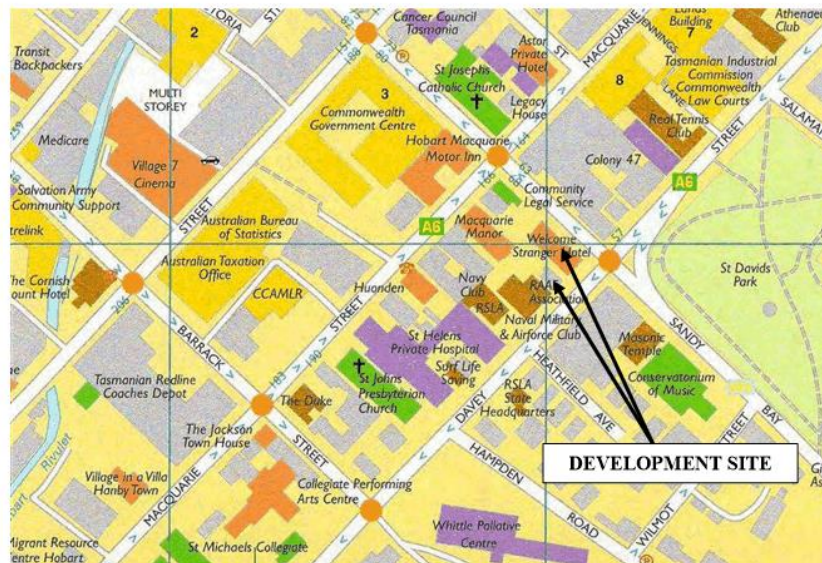 Transit
Backpackers
2
MULTI
STOREY
Medicare
Village 7
Cinema
Salvation Army
Community Support
The Cornish
STREET
Cancer Council
Tasmania
Astor
Private
Hotel
St Josephs
Catholic Church
Legacy
House
3
Commonwealth
Government Centre
Hobart Macquarie
Motor Inn
ST
MACQUARIE
JENNINGS
LANE
7
Building
Athenaeum
Club
Tasmanian Industrial
Commission
Commonwealth
Law Courts
8
Real Tennis
Club
Colony 47
STREET
A6
Community
Legal Service
Australian Bureau
of Statistics
Australian Taxation
Office
CCAMLR
A6
Macquarie
Manor
Welcome
Stranger Hotel
57
Huonden
Navy
Club
RSLA
Association
Naval Military
& Airforce Club
St Davids
Park
SANDY
BAY
206
BARRACK
STREET
STREET
183
190
St Helens
Private Hospital
Surf Life
Saving
St Johns
Presbyterian
Church
The Duke
Tasmanian Redline
Coaches Depot
The Jackson
Town House
DAVEY
RSLA
State
Headquarters
HEATHFIELD AVE
Masonic
Temple
Conservatorium
of Music
DEVELOPMENT SITE
HAMPDEN
ROAD
WILMOT
STREET
Rivulet
Village in a Villa
Hanby Town
MACQUARIE
Collegiate Performing
Arts Centre
St Michaels Collegiate
Whittle Pallative
Centre
Migrant Resource
Centre Hobart